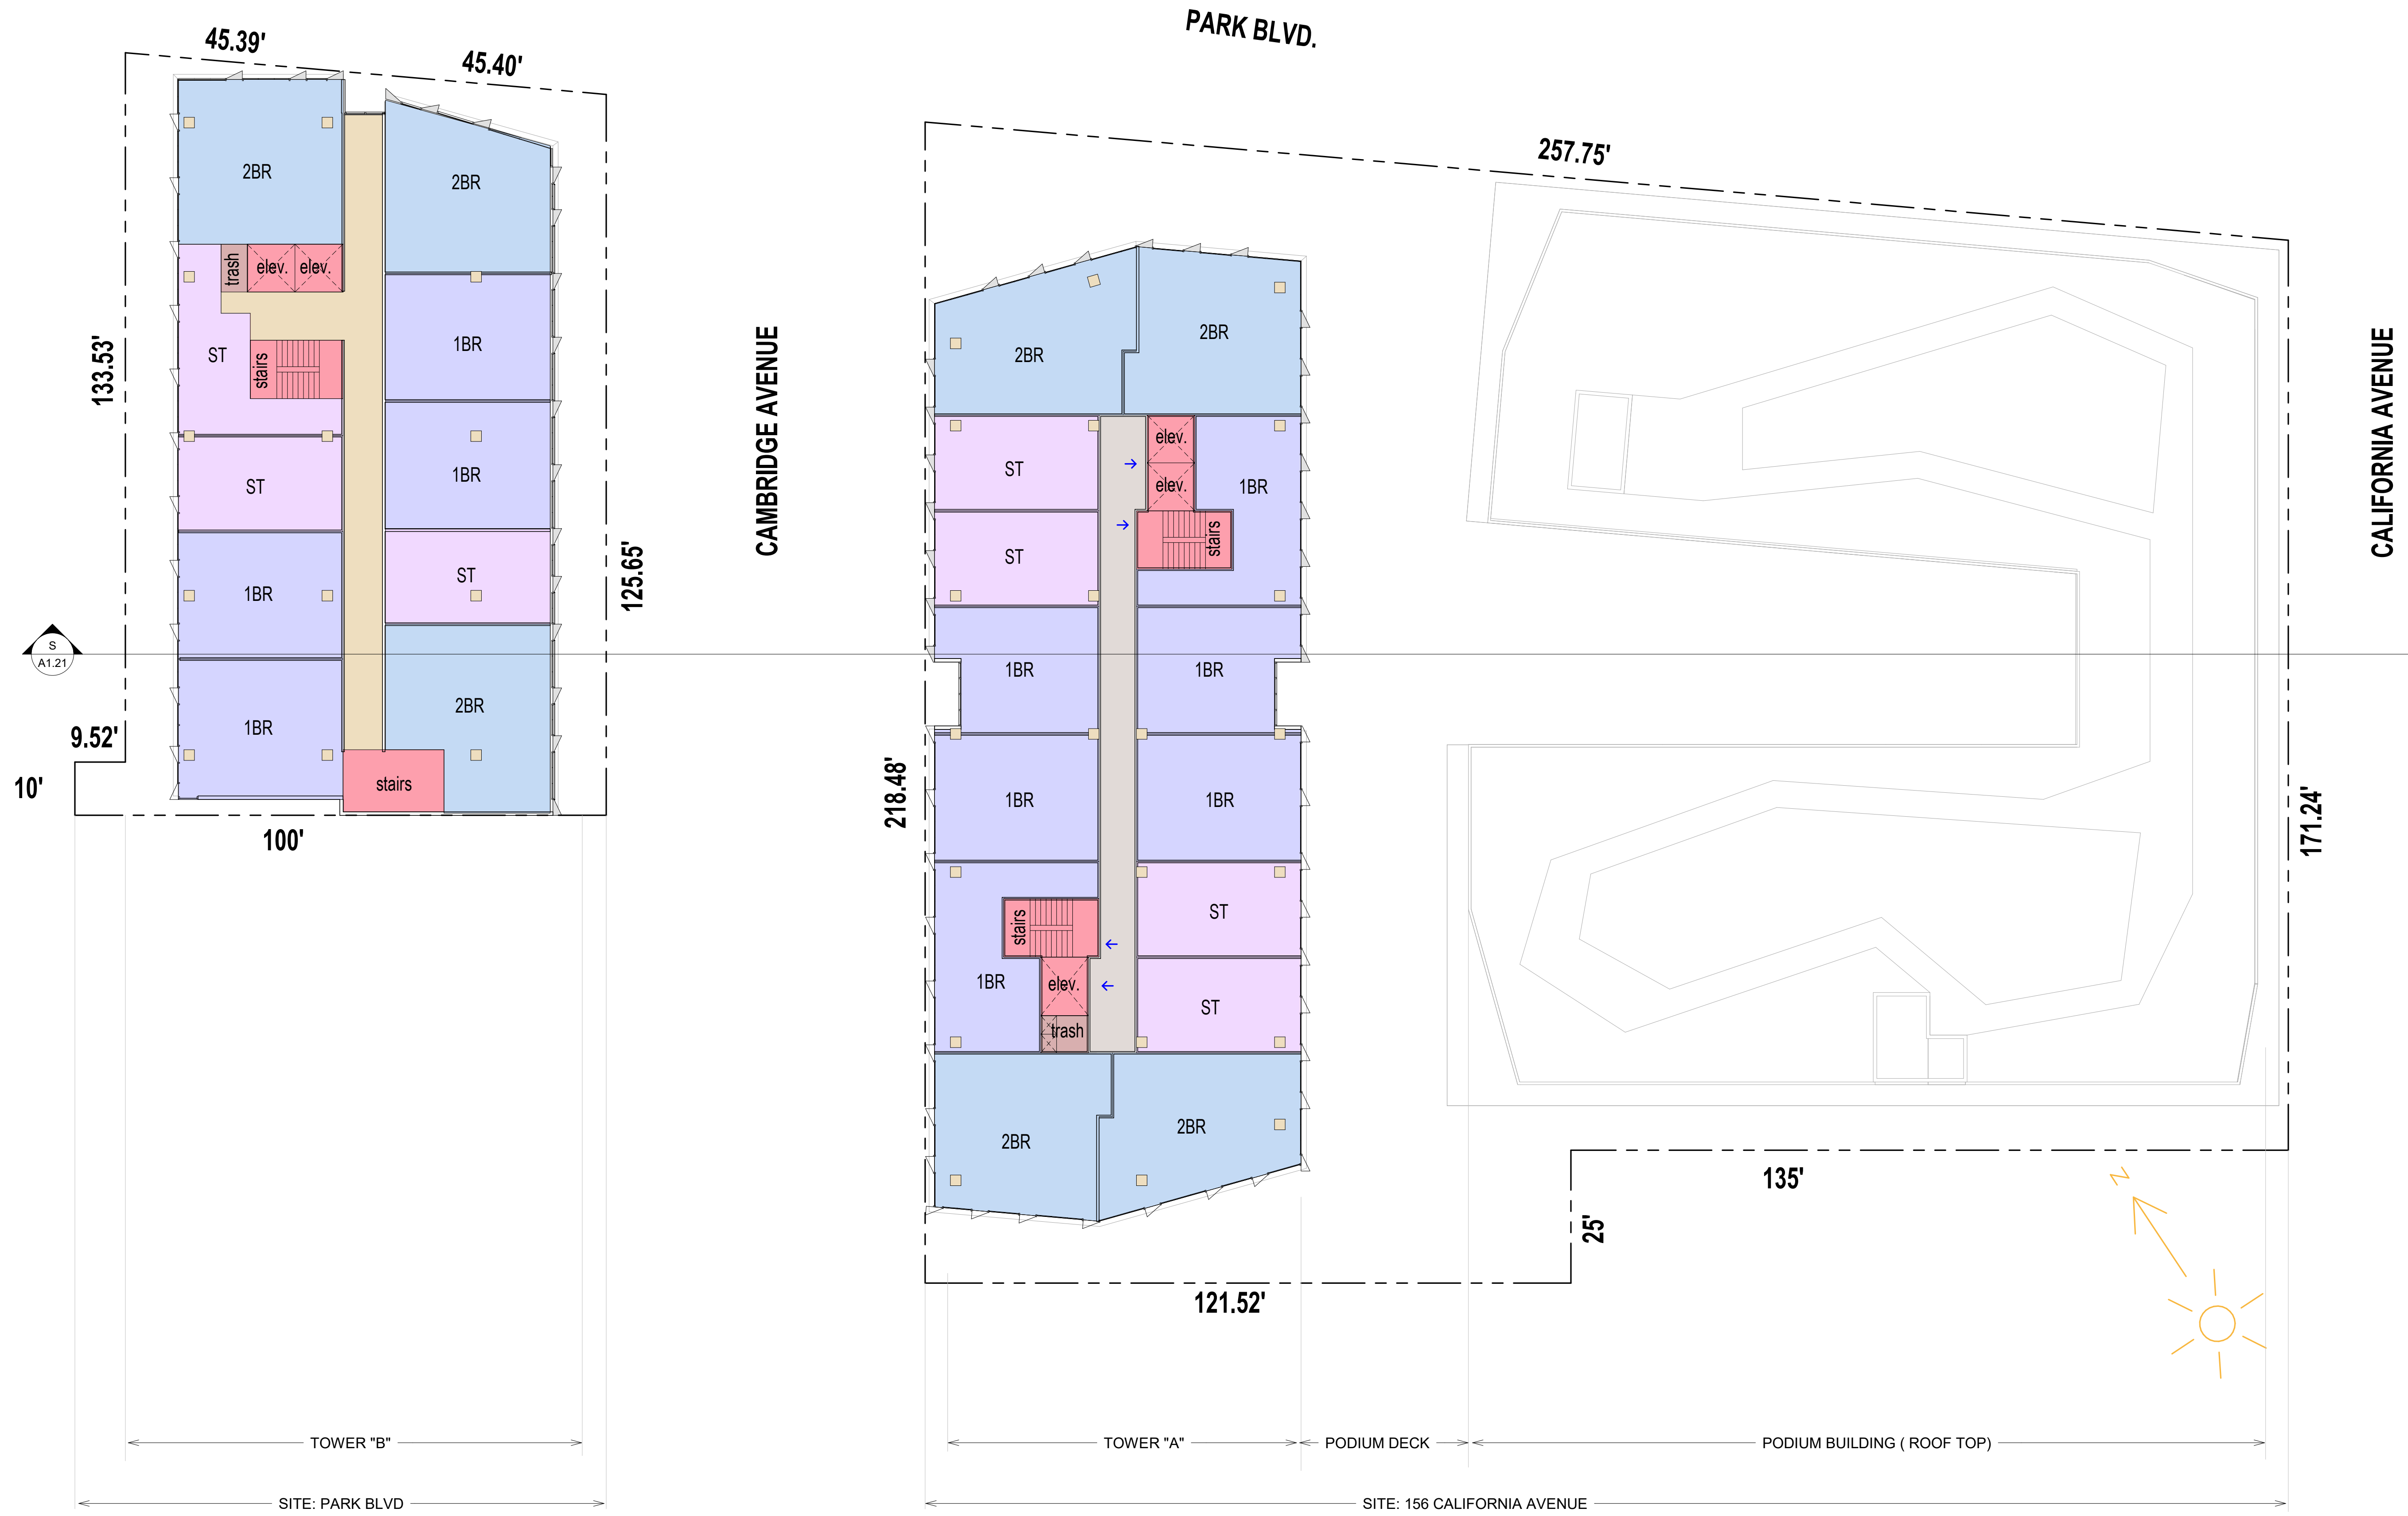 PARK BLVD.
45.39'
45.40'
257.75'
133.53'
125.65'
9.52'
10'
100'
CAMBRIDGE AVENUE
CALIFORNIA AVENUE
218.48'
171.24'
135'
25'
121.52'
2BR
2BR
trash
elev.
elev.
ST
stairs
1BR
ST
1BR
1BR
ST
1BR
2BR
stairs
S
A1.21
2BR
2BR
ST
elev.
elev.
1BR
ST
stairs
1BR
1BR
1BR
1BR
stairs
ST
1BR
elev.
trash
ST
2BR
2BR
N
TOWER "B"
TOWER "A"
PODIUM DECK
PODIUM BUILDING ( ROOF TOP)
SITE: PARK BLVD
SITE: 156 CALIFORNIA AVENUE